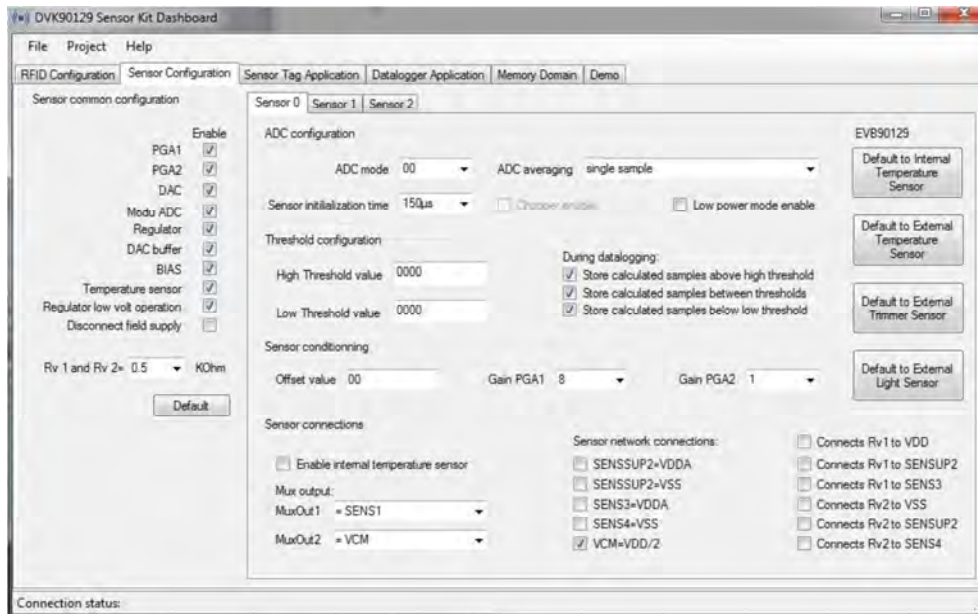 DVK90129 Sensor Kit Dashboard
File Project Help
RFID Configuration Sensor Configuration Sensor Tag Application Datalogger Application Memory Domain Demo
Sensor common configuration
Enable
PGA1
PGA2
DAC
Modu ADC
Regulator
DAC buffer
BIAS
Temperature sensor
Regulator low volt operation
Disconnect field supply
Rv 1 and Rv 2= 0.5 KOhm
Default
Sensor 0 Sensor 1 Sensor 2
ADC configuration
ADC mode 00 ADC averaging single sample
Sensor initilialization time 150µs Chopper enable Low power mode enable
Threshold configuration
High Threshold value 0000
Low Threshold value 0000
During datalogging:
Store calculated samples above high threshold
Store calculated samples between thresholds
Store calculated samples below low threshold
Sensor conditionning
Offset value 00 Gain PGA1 8 Gain PGA2 1
Sensor connections
Enable internal temperature sensor
Mux output:
MuxOut1 = SENS1
MuxOut2 = VCM
Sensor network connections:
SENSSUP2=VDDA
SENSSUP2=VSS
SENS3=VDDA
SENS4=VSS
VCM=VDD/2
Connects Rv1 to VDD
Connects Rv1 to SENSUP2
Connects Rv1 to SENS3
Connects Rv2 to VSS
Connects Rv2 to SENSUP2
Connects Rv2 to SENS4
EVB90129
Default to Internal
Temperature
Sensor
Default to External
Temperature
Sensor
Default to External
Trimmer Sensor
Default to External
Light Sensor
Connection status: